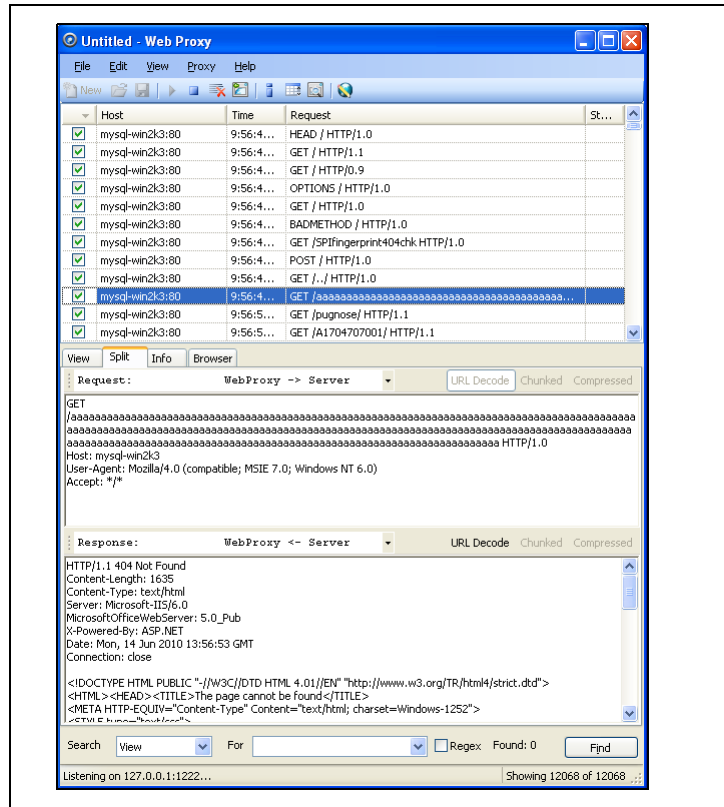 Untitled - Web Proxy
File Edit View Proxy Help
New
Host Time Request St...
mysql-win2k3:80 9:56:4... HEAD / HTTP/1.0
mysql-win2k3:80 9:56:4... GET / HTTP/1.1
mysql-win2k3:80 9:56:4... GET / HTTP/0.9
mysql-win2k3:80 9:56:4... OPTIONS / HTTP/1.0
mysql-win2k3:80 9:56:4... GET / HTTP/1.0
mysql-win2k3:80 9:56:4... BADMETHOD / HTTP/1.0
mysql-win2k3:80 9:56:4... GET /SPIfingerprint404chk HTTP/1.0
mysql-win2k3:80 9:56:4... POST / HTTP/1.0
mysql-win2k3:80 9:56:4... GET /../ HTTP/1.0
mysql-win2k3:80 9:56:4... GET
mysql-win2k3:80 9:56:5... GET /pugnose/ HTTP/1.1
mysql-win2k3:80 9:56:5... GET /A1704707001/ HTTP/1.1
View Split Info Browser
Request: WebProxy -> Server URL Decode Chunked Compressed
GET
HTTP/1.0
Host: mysql-win2k3
User-Agent: Mozilla/4.0 (compatible; MSIE 7.0; Windows NT 6.0)
Accept: */*
Response: WebProxy <- Server URL Decode Chunked Compressed
HTTP/1.1 404 Not Found
Content-Length: 1635
Content-Type: text/html
Server: Microsoft-IIS/6.0
MicrosoftOfficeWebServer: 5.0_Pub
X-Powered-By: ASP.NET
Date: Mon, 14 Jun 2010 13:56:53 GMT
Connection: close
<!DOCTYPE HTML PUBLIC "-//W3C//DTD HTML 4.01//EN" "http://www.w3.org/TR/html4/strict.dtd">
<HTML><HEAD><TITLE>The page cannot be found</TITLE>
<META HTTP-EQUIV="Content-Type" Content="text/html; charset=Windows-1252">
<STYLE type="text/css">
Search View For Regex Found: 0 Find
Listening on 127.0.0.1:1222... Showing 12068 of 12068